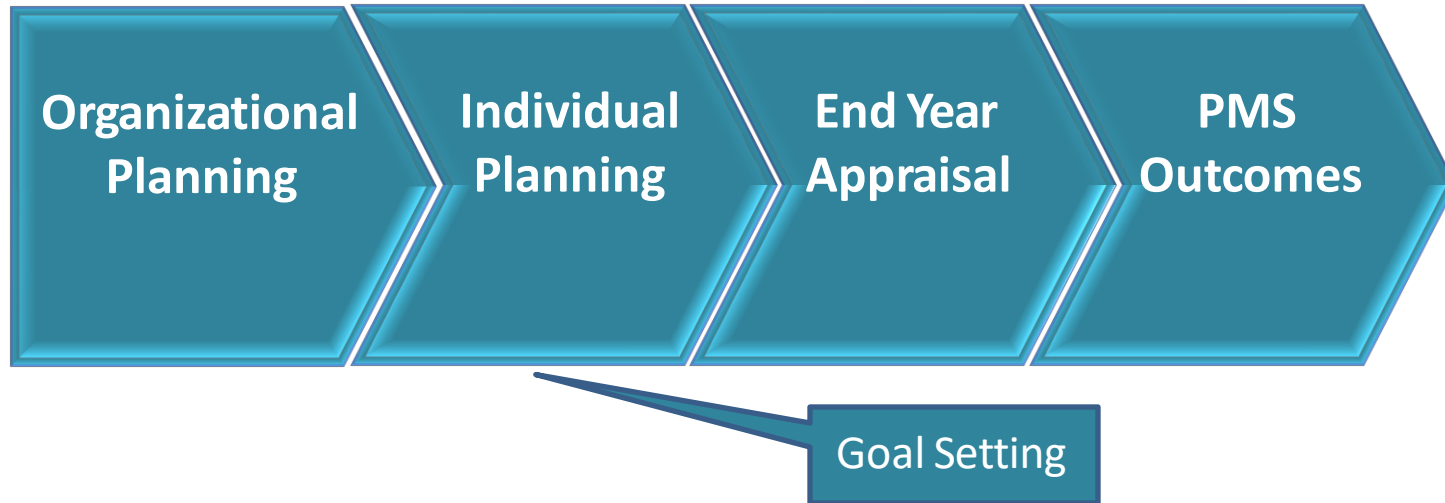 Organizational
Planning
Individual
Planning
End Year
Appraisal
PMS
Outcomes
Goal Setting